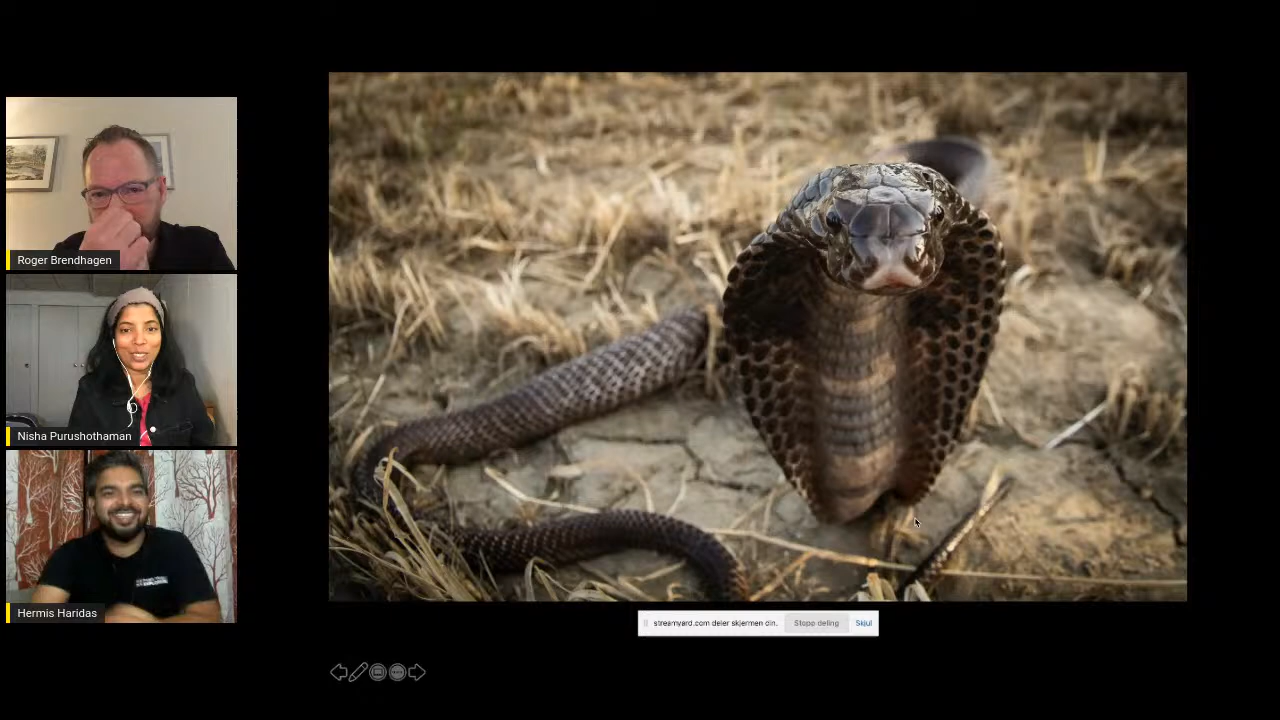 Roger Brendhagen
Nisha Purushothaman
Hermis Haridas
streamyard.com deler skjermen din. Stopp deling Skjul